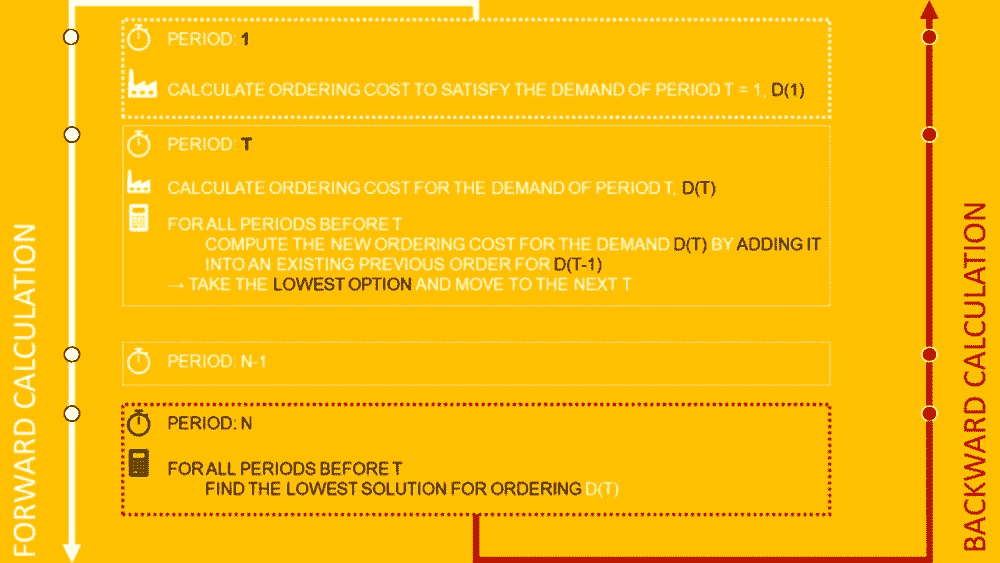 PERIOD: 1
CALCULATE ORDERING COST TO SATISFY THE DEMAND OF PERIOD T = 1, D(1)
PERIOD: T
CALCULATE ORDERING COST FOR THE DEMAND OF PERIOD T, D(T)
FOR ALL PERIODS BEFORE T
COMPUTE THE NEW ORDERING COST FOR THE DEMAND D(T) BY ADDING IT
INTO AN EXISTING PREVIOUS ORDER FOR D(T-1)
→ TAKE THE LOWEST OPTION AND MOVE TO THE NEXT T
PERIOD: N-1
PERIOD: N
FOR ALL PERIODS BEFORE T
FIND THE LOWEST SOLUTION FOR ORDERING D(T)
FORWARD CALCULATION
BACKWARD CALCULATION